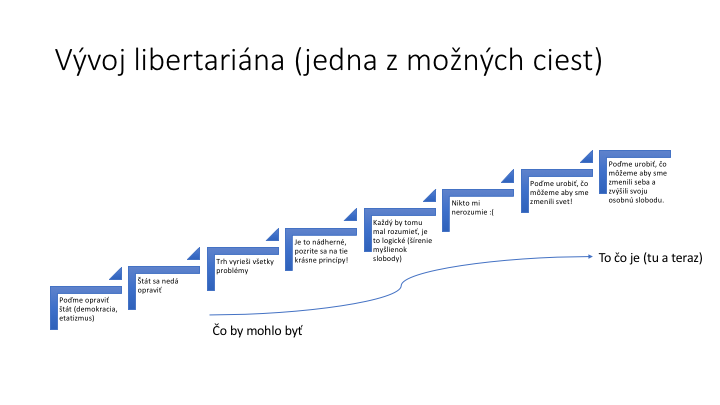 Vývoj libertariána (jedna z možných ciest)
Poďme opraviť
štát (demokracia,
etatizmus)
Štát sa nedá
opraviť
Trh vyrieši všetky
problémy
Je to nádherné,
pozrite sa na tie
krásne princípy!
Každý by tomu
mal rozumieť, je
to logické (šírenie
myšlienok
slobody)
Nikto mi
nerozumie :(
Poďme urobiť, čo
môžeme aby sme
zmenili svet!
Poďme urobiť, čo
môžeme aby sme
zmenili seba a
zvýšili svoju
osobnú slobodu.
Čo by mohlo byť
To čo je (tu a teraz)